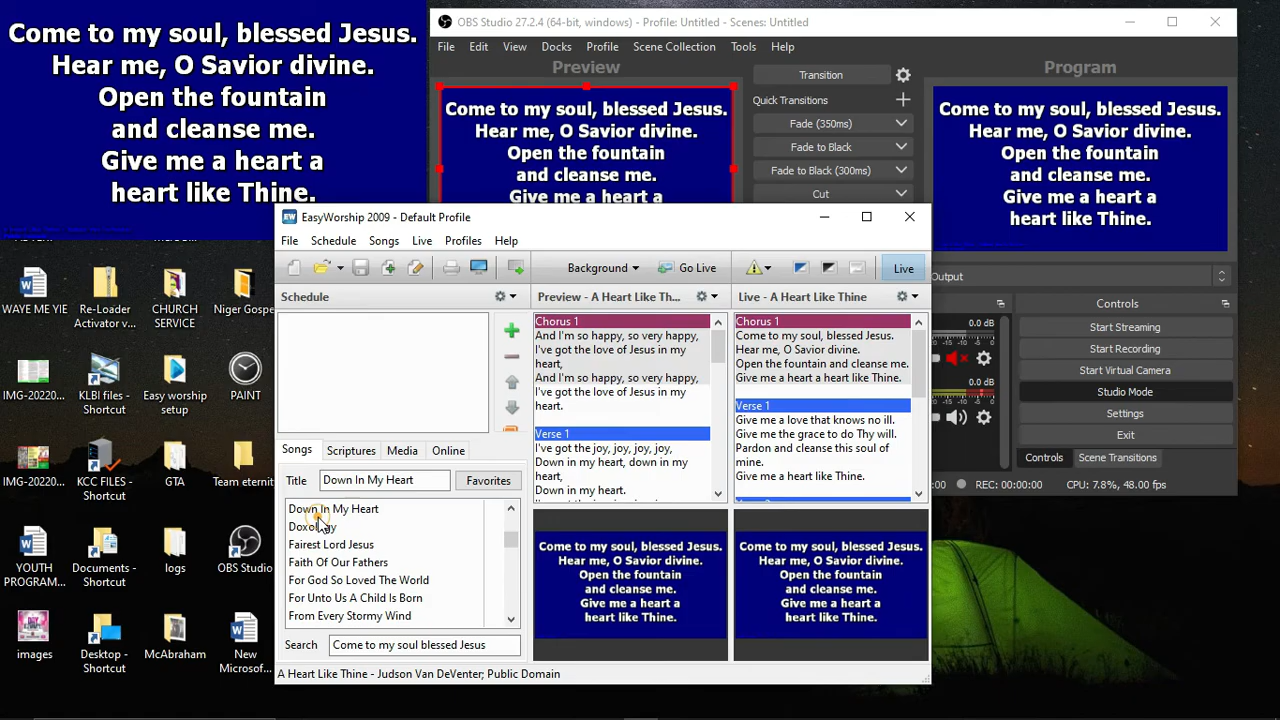 Come to my soul, blessed Jesus.
Hear me, O Savior divine.
Open the fountain
and cleanse me.
Give me a heart a
heart like Thine.
OBS Studio 27.2.4 (64-bit, windows) - Profile: Untitled - Scenes: Untitled
File Edit View Docks Profile Scene Collection Tools Help
Preview
Come to my soul, blessed Jesus.
Hear me, O Savior divine.
Open the fountain
and cleanse me.
Give me a heart a
Transition
Quick Transitions
Fade (350ms)
Fade to Black
Fade to Black (300ms)
Cut
Program
Come to my soul, blessed Jesus.
Hear me, O Savior divine.
Open the fountain
and cleanse me.
Give me a heart a
heart like Thine.
Output
0.0 dB
0.0 dB
Controls
Start Streaming
Start Recording
Start Virtual Camera
Studio Mode
Settings
Exit
Controls Scene Transitions
REC: 00:00:00 CPU: 7.8%, 48.00 fps
EasyWorship 2009 - Default Profile
File Schedule Songs Live Profiles Help
Background Go Live Live
Schedule
Preview - A Heart Like Th...
Live - A Heart Like Thine
Chorus 1
And I'm so happy, so very happy,
I've got the love of Jesus in my
heart,
And I'm so happy, so very happy,
I've got the love of Jesus in my
heart.
Verse 1
I've got the joy, joy, joy, joy,
Down in my heart, down in my
heart,
Down in my heart.
Chorus 1
Come to my soul, blessed Jesus.
Hear me, O Savior divine.
Open the fountain and cleanse me.
Give me a heart a heart like Thine.
Verse 1
Give me a love that knows no ill.
Give me the grace to do Thy will.
Pardon and cleanse this soul of
mine.
Give me a heart like Thine.
Songs Scriptures Media Online
Title Down In My Heart Favorites
Down In My Heart
Doxology
Fairest Lord Jesus
Faith Of Our Fathers
For God So Loved The World
For Unto Us A Child Is Born
From Every Stormy Wind
Search Come to my soul blessed Jesus
Come to my soul, blessed Jesus.
Hear me, O Savior divine.
Open the fountain
and cleanse me.
Give me a heart a
heart like Thine.
Come to my soul, blessed Jesus.
Hear me, O Savior divine.
Open the fountain
and cleanse me.
Give me a heart a
heart like Thine.
A Heart Like Thine - Judson Van DeVenter; Public Domain
WAYE ME YIE
Re-Loader
Activator v...
CHURCH
SERVICE
Niger Gospe
IMG-20220...
KLBI files -
Shortcut
Easy worship
setup
PAINT
IMG-20220...
KCC FILES -
Shortcut
GTA
Team eternit
YOUTH
PROGRAM...
Documents -
Shortcut
logs
OBS Studio
images
Desktop -
Shortcut
McAbraham
New
Microsof...